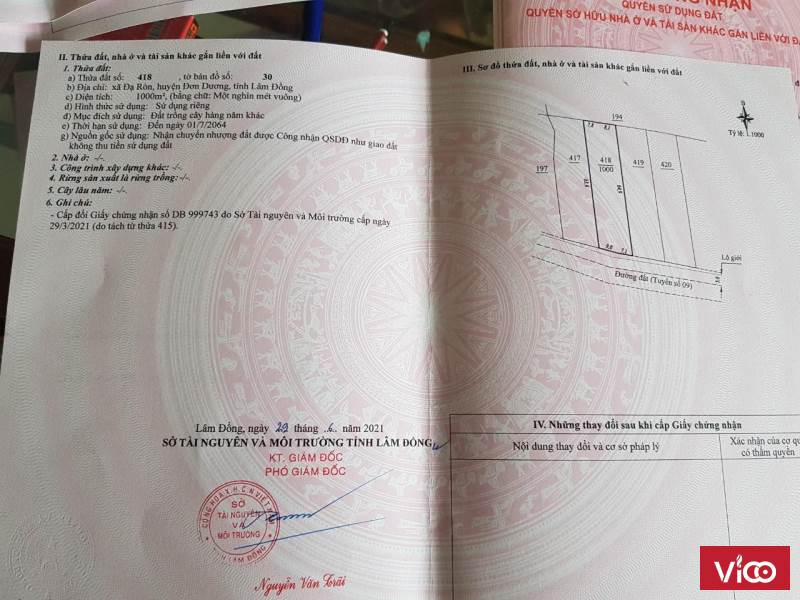 NHẬN
QUYỀN SỬ DỤNG ĐẤT
QUYỀN SỞ HỮU NHÀ Ở VÀ TÀI SẢN KHÁC GẮN LIỀN VỚI
II. Thửa đất, nhà ở và tài sản khác gắn liền với đất
1. Thửa đất:
a) Thửa đất số: 418 , tờ bản đồ số: 30
b) Địa chỉ: xã Đạ Ròn, huyện Đơn Dương, tỉnh Lâm Đồng
c) Diện tích: 1000m², (bằng chữ: Một nghìn mét vuông)
d) Hình thức sử dụng: Sử dụng riêng
đ) Mục đích sử dụng: Đất trồng cây hàng năm khác
e) Thời hạn sử dụng: Đến ngày 01/7/2064
g) Nguồn gốc sử dụng: Nhận chuyển nhượng đất được Công nhận QSDĐ như giao đất
không thu tiền sử dụng đất
2. Nhà ở: -/-
3. Công trình xây dựng khác: -/-
4. Rừng sản xuất là rừng trồng: -/-
5. Cây lâu năm: -/-
6. Ghi chú:
- Cấp đổi Giấy chứng nhận số DB 999743 do Sở Tài nguyên và Môi trường cấp ngày
29/3/2021 (do tách từ thửa 415).
Lâm Đồng, ngày 29 tháng 6 năm 2021
SỞ TÀI NGUYÊN VÀ MÔI TRƯỜNG TỈNH LÂM ĐỒNG
KT. GIÁM ĐỐC
PHÓ GIÁM ĐỐC
CỘNG HÒA X.H.C.N VIỆT NAM
SỞ
TÀI NGUYÊN
VÀ
MÔI TRƯỜNG
TỈNH LÂM ĐỒNG
Nguyễn Văn Trãi
III. Sơ đồ thửa đất, nhà ở và tài sản khác gắn liền với đất
Tỷ lệ: 1:1000
194
197
417
418
1000
419
420
Lộ giới
Đường đất (Tuyến số 09)
IV. Những thay đổi sau khi cấp Giấy chứng nhận
Nội dung thay đổi và cơ sở pháp lý
Xác nhận của cơ
có thẩm quyền
VICO